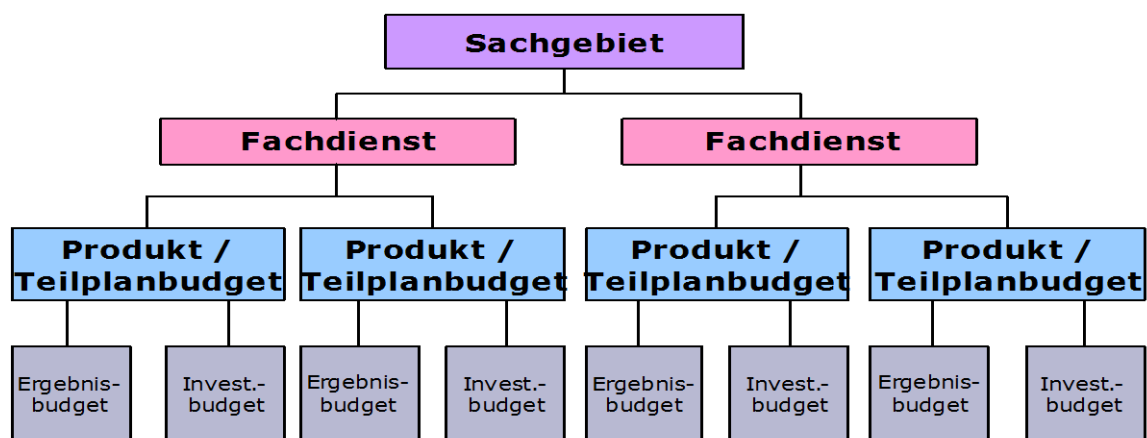 Sachgebiet
Fachdienst
Fachdienst
Produkt /
Teilplanbudget
Produkt /
Teilplanbudget
Produkt /
Teilplanbudget
Produkt /
Teilplanbudget
Ergebnis-
budget
Invest.-
budget
Ergebnis-
budget
Invest.-
budget
Ergebnis-
budget
Invest.-
budget
Ergebnis-
budget
Invest.-
budget